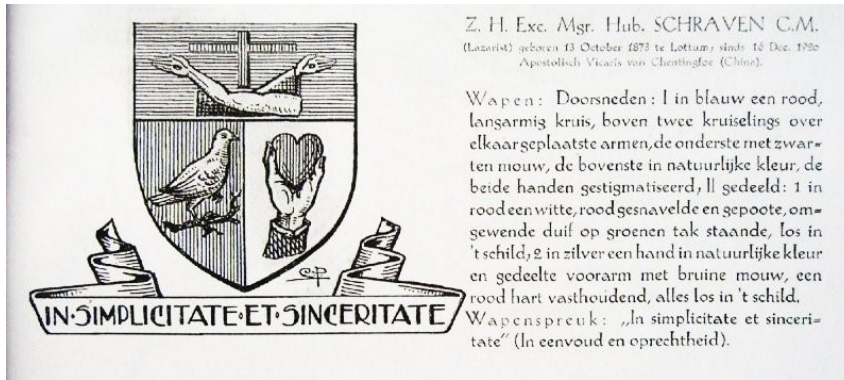 IN·SIMPLICITATE·ET·SINCERITATE
CP
Z. H. Exc. Mgr. Hub. SCHRAVEN C.M.
(Lazarist) geboren 13 October 1873 te Lottum, sinds 16 Dec. 1920
Apostolisch Vicaris van Chentingfoe (China).
Wapen: Doorsneden: I in blauw een rood,
langarmig kruis, boven twee kruiselings over
elkaar geplaatste armen, de onderste met zwar=
ten mouw, de bovenste in natuurlijke kleur, de
beide handen gestigmatiseerd, II gedeeld: 1 in
rood een witte, rood gesnavelde en gepoote, om=
gewende duif op groenen tak staande, los in
't schild, 2 in zilver een hand in natuurlijke kleur
en gedeelte voorarm met bruine mouw, een
rood hart vasthoudend, alles los in 't schild.
Wapenspreuk: „In simplicitate et sinceri=
tate” (In eenvoud en oprechtheid).